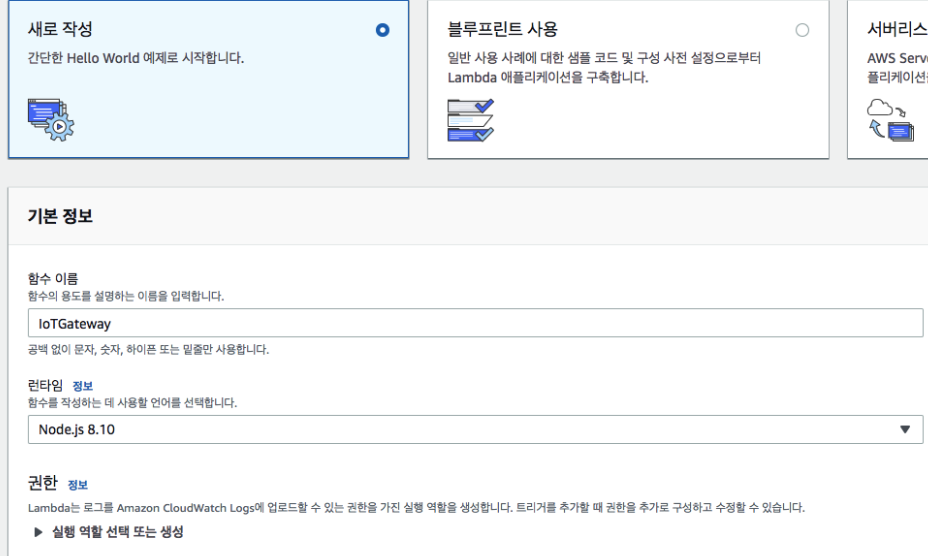 새로 작성
간단한 Hello World 예제로 시작합니다.
블루프린트 사용
일반 사용 사례에 대한 샘플 코드 및 구성 사전 설정으로부터
Lambda 애플리케이션을 구축합니다.
서버리스
AWS Serv
플리케이션을
기본 정보
함수 이름
함수의 용도를 설명하는 이름을 입력합니다.
IoTGateway
공백 없이 문자, 숫자, 하이픈 또는 밑줄만 사용합니다.
런타임 정보
함수를 작성하는 데 사용할 언어를 선택합니다.
Node.js 8.10
권한 정보
Lambda는 로그를 Amazon CloudWatch Logs에 업로드할 수 있는 권한을 가진 실행 역할을 생성합니다. 트리거를 추가할 때 권한을 추가로 구성하고 수정할 수 있습니다.
실행 역할 선택 또는 생성